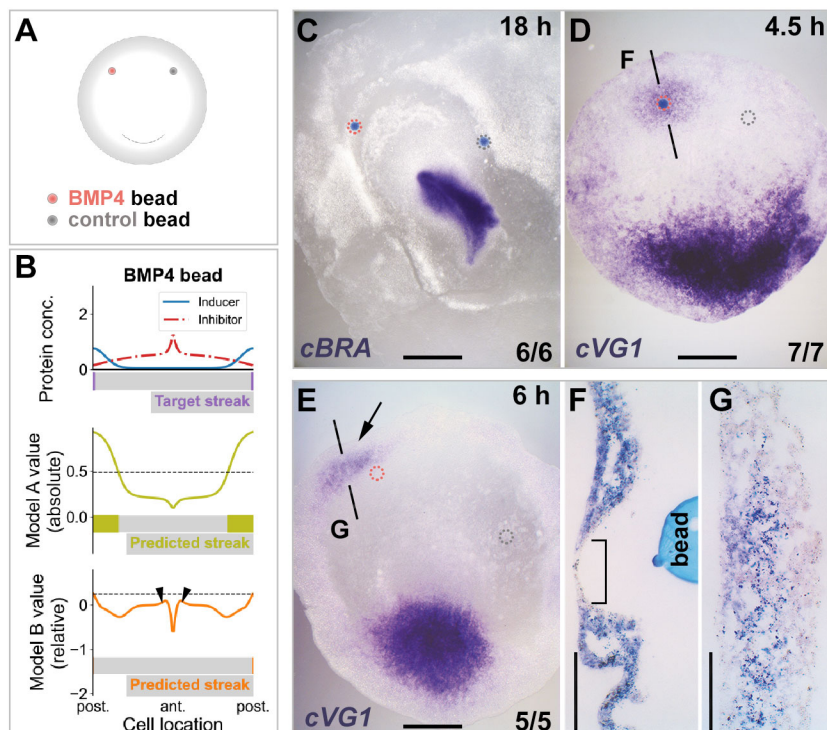 A
BMP4 bead
control bead
B
BMP4 bead
Protein conc.
2
0
Inducer
Inhibitor
Target streak
Model A value
(absolute)
0.5
0.0
Predicted streak
Model B value
(relative)
0
−1
−2
Predicted streak
post.
ant.
post.
Cell location
C
18 h
cBRA
6/6
D
4.5 h
F
cVG1
7/7
E
6 h
G
cVG1
5/5
F
bead
G